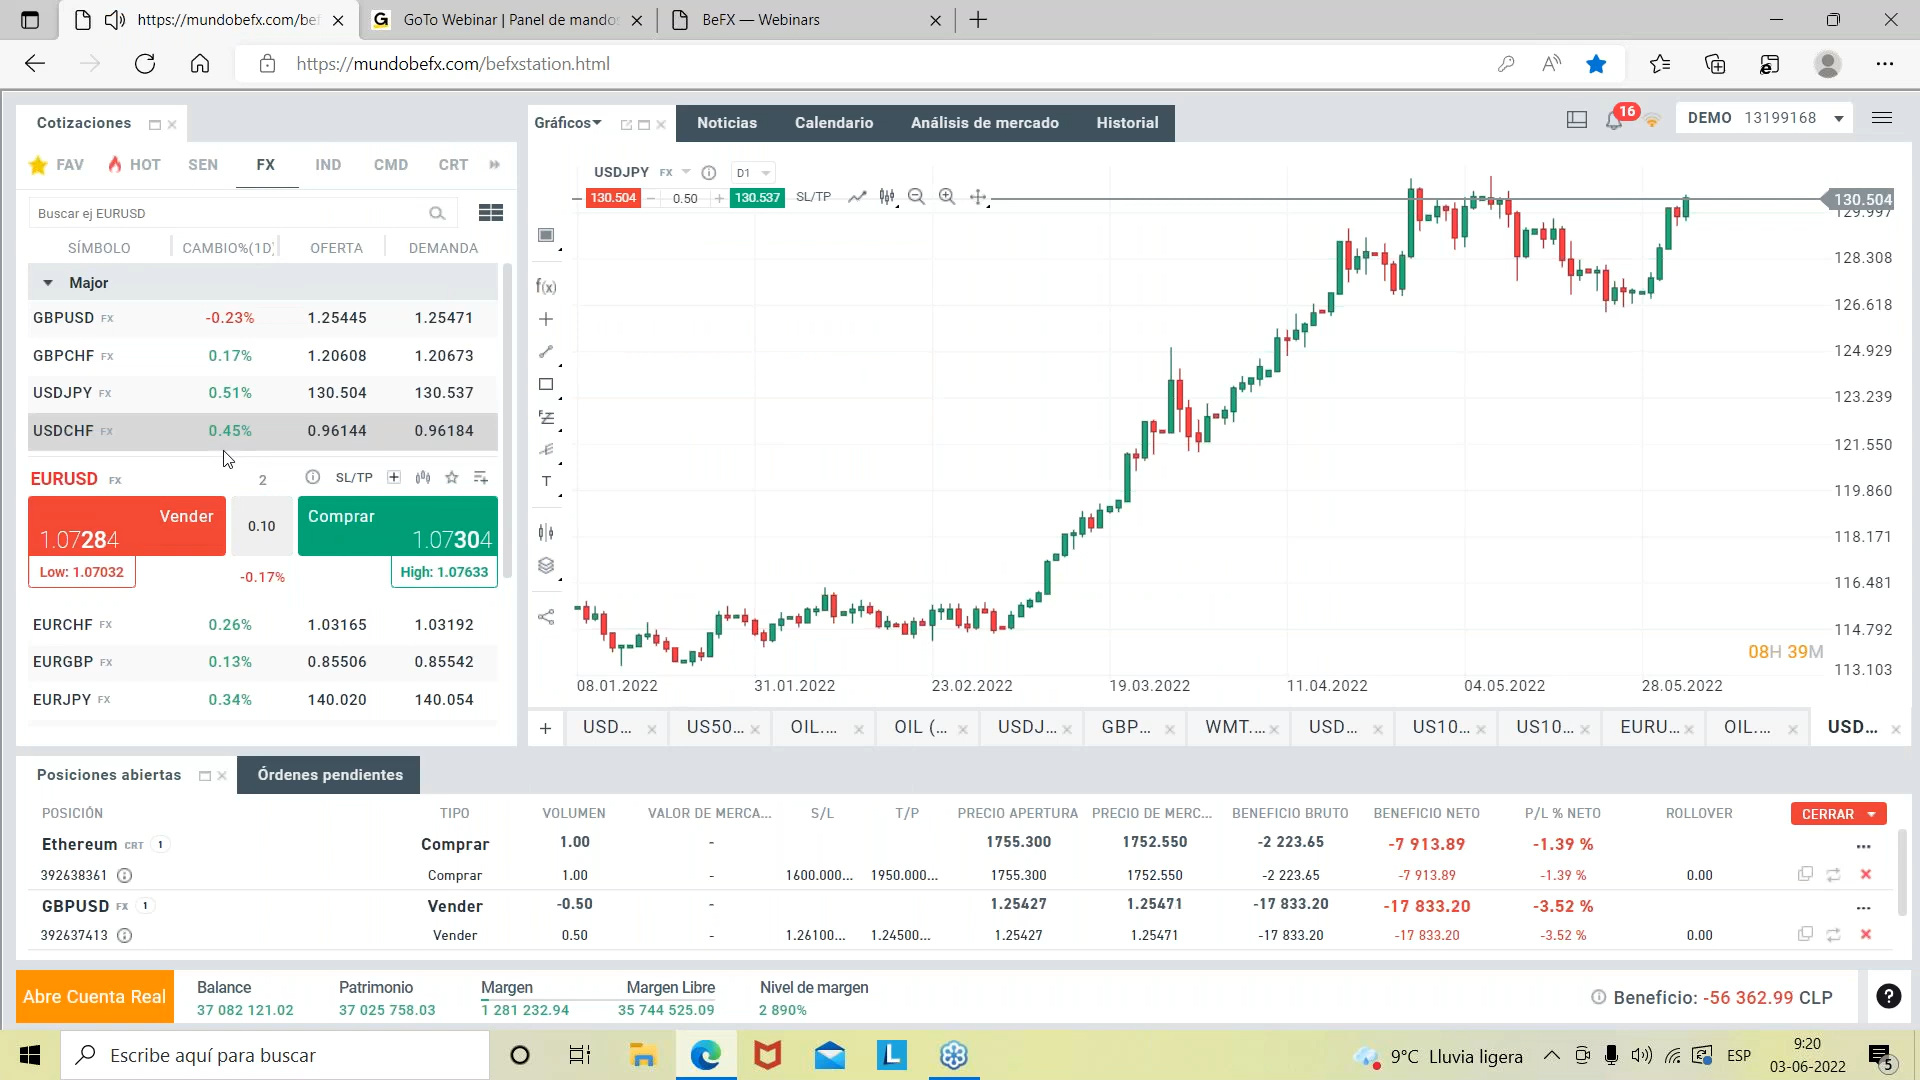 https://mundobefx.com/bef
GoTo Webinar | Panel de mandos
BeFX — Webinars
https://mundobefx.com/befxstation.html
Cotizaciones
Gráficos
Noticias
Calendario
Análisis de mercado
Historial
16
DEMO 13199168
FAV
HOT
SEN
FX
IND
CMD
CRT
USDJPY FX
D1
130.504
0.50
130.537
SL/TP
Buscar ej EURUSD
SÍMBOLO
CAMBIO%(1D)
OFERTA
DEMANDA
Major
GBPUSD FX -0.23% 1.25445 1.25471
GBPCHF FX 0.17% 1.20608 1.20673
USDJPY FX 0.51% 130.504 130.537
USDCHF FX 0.45% 0.96144 0.96184
EURUSD FX 2 SL/TP
Vender
1.07284
0.10
Comprar
1.07304
Low: 1.07032
-0.17%
High: 1.07633
EURCHF FX 0.26% 1.03165 1.03192
EURGBP FX 0.13% 0.85506 0.85542
EURJPY FX 0.34% 140.020 140.054
f(x)
T
130.504
129.997
128.308
126.618
124.929
123.239
121.550
119.860
118.171
116.481
114.792
113.103
08H 39M
08.01.2022
31.01.2022
23.02.2022
19.03.2022
11.04.2022
04.05.2022
28.05.2022
USD...
US50...
OIL....
OIL (...
USDJ...
GBP...
WMT....
USD...
US10...
US10...
EURU...
OIL....
USD...
Posiciones abiertas
Órdenes pendientes
POSICIÓN TIPO VOLUMEN VALOR DE MERCA... S/L T/P PRECIO APERTURA PRECIO DE MERC... BENEFICIO BRUTO BENEFICIO NETO P/L % NETO ROLLOVER CERRAR
Ethereum CRT 1 Comprar 1.00 - 1755.300 1752.550 -2 223.65 -7 913.89 -1.39 %
392638361 Comprar 1.00 - 1600.000... 1950.000... 1755.300 1752.550 -2 223.65 -7 913.89 -1.39 % 0.00
GBPUSD FX 1 Vender -0.50 - 1.25427 1.25471 -17 833.20 -17 833.20 -3.52 %
392637413 Vender 0.50 - 1.26100... 1.24500... 1.25427 1.25471 -17 833.20 -17 833.20 -3.52 % 0.00
Abre Cuenta Real
Balance
37 082 121.02
Patrimonio
37 025 758.03
Margen
1 281 232.94
Margen Libre
35 744 525.09
Nivel de margen
2 890%
Beneficio: -56 362.99 CLP
Escribe aquí para buscar
L
9°C Lluvia ligera
ESP
9:20
03-06-2022
5